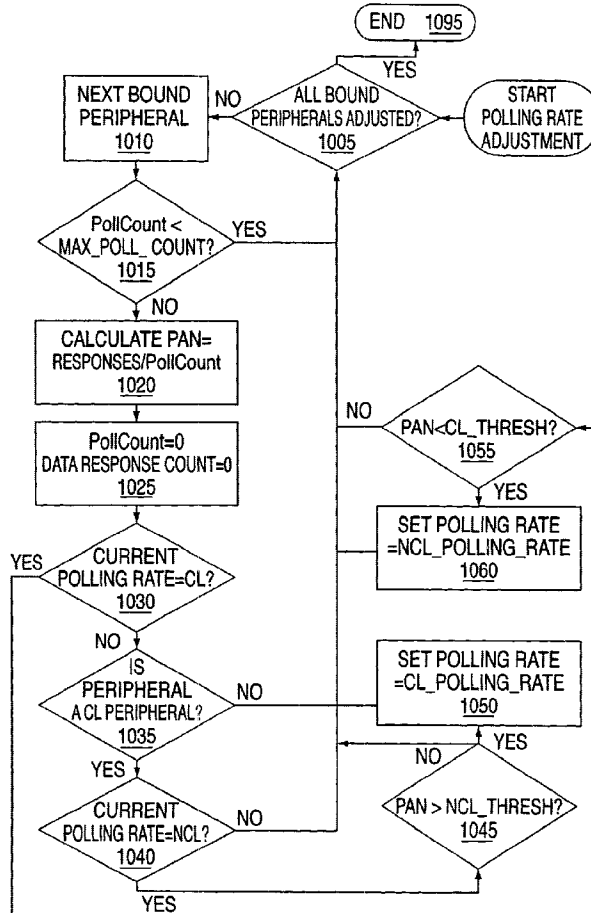 END 1095
YES
START
POLLING RATE
ADJUSTMENT
ALL BOUND
PERIPHERALS ADJUSTED?
1005
NO
NEXT BOUND
PERIPHERAL
1010
PollCount <
MAX_POLL_ COUNT?
1015
YES
NO
CALCULATE PAN=
RESPONSES/PollCount
1020
PollCount=0
DATA RESPONSE COUNT=0
1025
NO
PAN<CL_THRESH?
1055
YES
SET POLLING RATE
=NCL_POLLING_RATE
1060
YES
CURRENT
POLLING RATE=CL?
1030
NO
IS
PERIPHERAL
A CL PERIPHERAL?
1035
NO
YES
SET POLLING RATE
=CL_POLLING_RATE
1050
NO
YES
CURRENT
POLLING RATE=NCL?
1040
NO
YES
PAN > NCL_THRESH?
1045